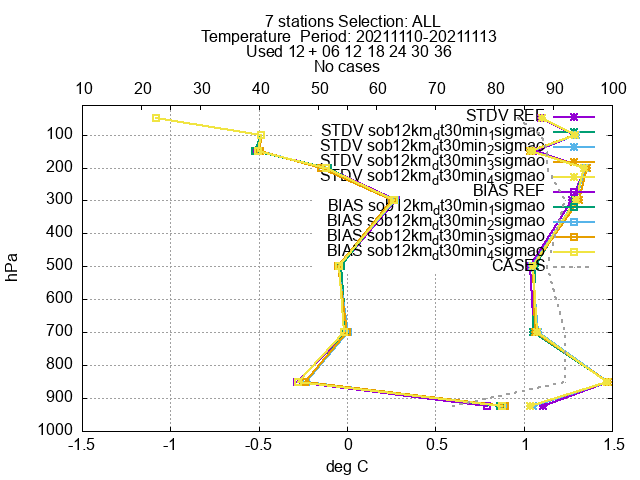 7 stations Selection: ALL
Temperature Period: 20211110-20211113
Used 12 + 06 12 18 24 30 36
No cases
10 20 30 40 50 60 70 80 90 100
STDV REF
STDV sob12km_dt30min_1sigmao
STDV sob12km_dt30min_2sigmao
STDV sob12km_dt30min_3sigmao
STDV sob12km_dt30min_4sigmao
BIAS REF
BIAS sob12km_dt30min_1sigmao
BIAS sob12km_dt30min_2sigmao
BIAS sob12km_dt30min_3sigmao
BIAS sob12km_dt30min_4sigmao
CASES
100
200
300
400
500
600
700
800
900
1000
hPa
-1.5 -1 -0.5 0 0.5 1 1.5
deg C